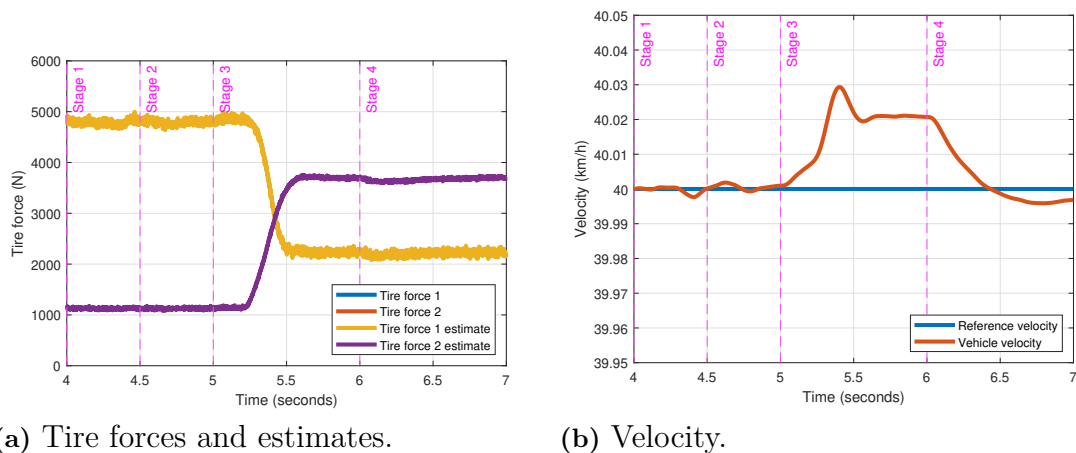 6000
5000
4000
3000
2000
1000
0
Tire force (N)
Stage 1
Stage 2
Stage 3
Stage 4
Tire force 1
Tire force 2
Tire force 1 estimate
Tire force 2 estimate
4 4.5 5 5.5 6 6.5 7
Time (seconds)
(a) Tire forces and estimates.
40.05
40.04
40.03
40.02
40.01
40
39.99
39.98
39.97
39.96
39.95
Velocity (km/h)
Stage 1
Stage 2
Stage 3
Stage 4
Reference velocity
Vehicle velocity
4 4.5 5 5.5 6 6.5 7
Time (seconds)
(b) Velocity.